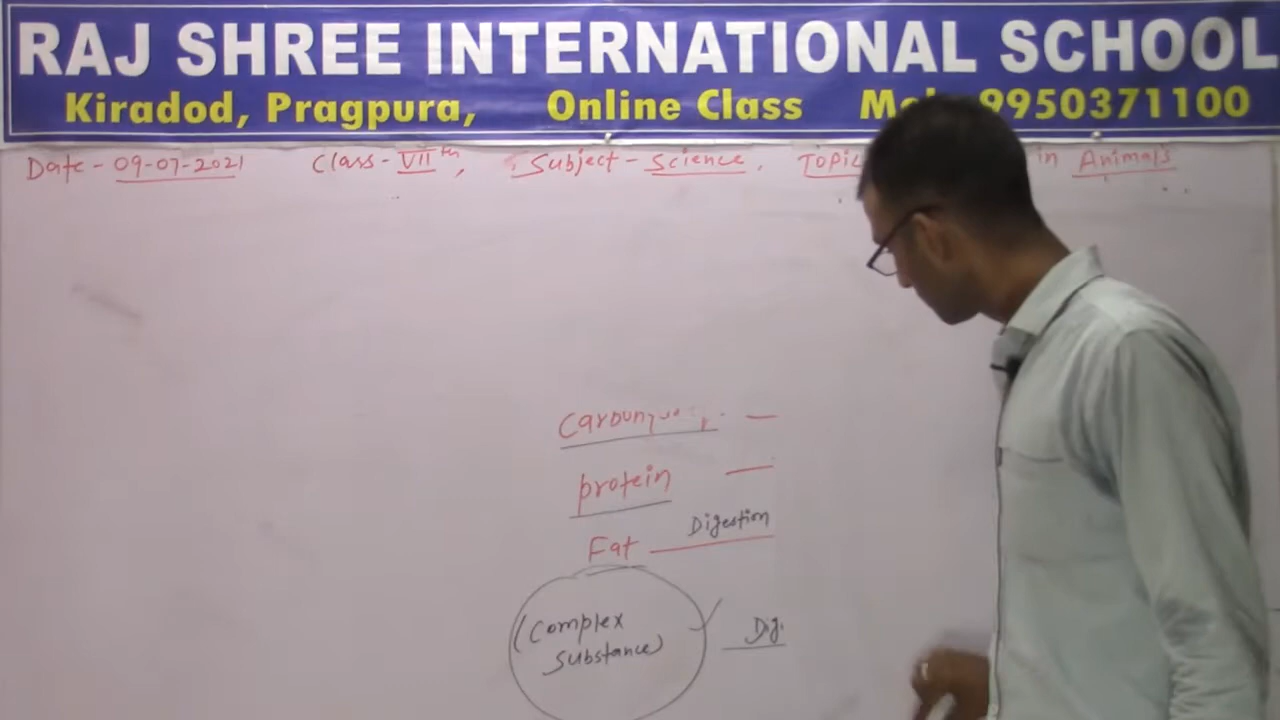 RAJ SHREE INTERNATIONAL SCHOOL
Kiradod, Pragpura, Online Class 9950371100
Date - 09-07-2021 Class - VIIth, Subject - Science, Topic in Animals
protein
Digestion
Fat
(Complex
substance)
Dig.